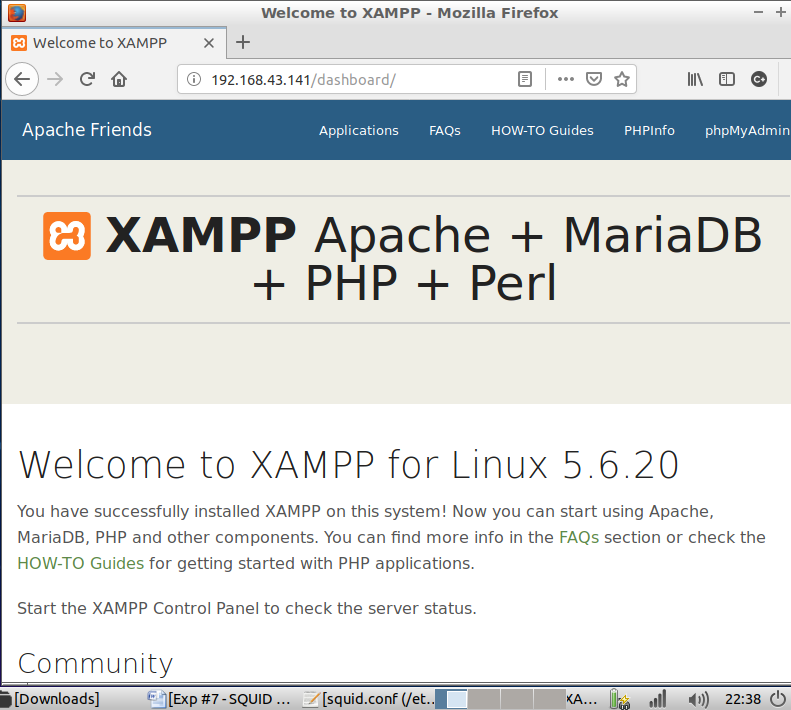 Welcome to XAMPP - Mozilla Firefox
Welcome to XAMPP
192.168.43.141/dashboard/
Apache Friends Applications FAQs HOW-TO Guides PHPInfo phpMyAdmin
XAMPP Apache + MariaDB
+ PHP + Perl
Welcome to XAMPP for Linux 5.6.20
You have successfully installed XAMPP on this system! Now you can start using Apache,
MariaDB, PHP and other components. You can find more info in the FAQs section or check the
HOW-TO Guides for getting started with PHP applications.
Start the XAMPP Control Panel to check the server status.
Community
[Downloads] [Exp #7 - SQUID ... [squid.conf (/et... XA... 22:38